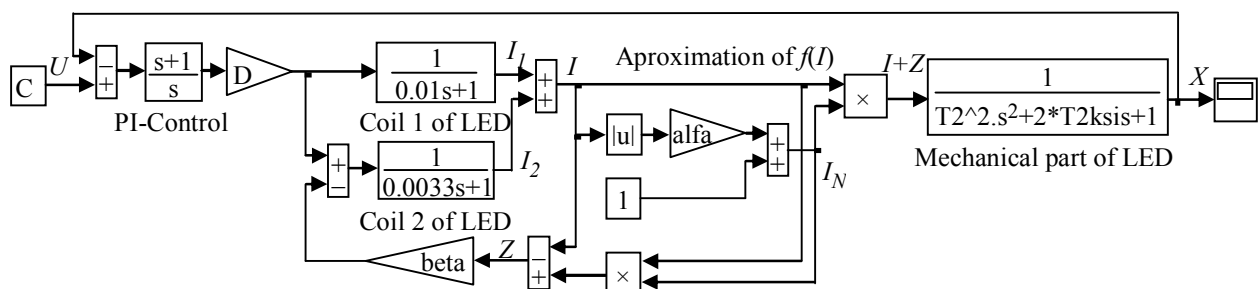 U
C
−
+
s+1
s
PI-Control
D
1
0.01s+1
Coil 1 of LED
I1
+
+
I
Aproximation of f(I)
|u|
alfa
+
+
1
IN
×
I+Z
1
T2^2.s²+2*T2ksis+1
Mechanical part of LED
X
+
−
1
0.0033s+1
Coil 2 of LED
I2
beta
Z
−
+
×